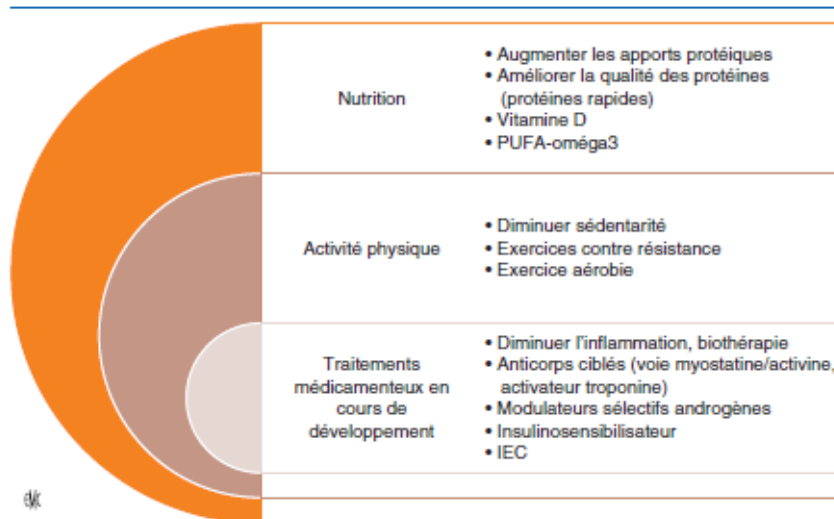 Nutrition
• Augmenter les apports protéiques
• Améliorer la qualité des protéines
(protéines rapides)
• Vitamine D
• PUFA-oméga3
Activité physique
• Diminuer sédentarité
• Exercices contre résistance
• Exercice aérobie
Traitements
médicamenteux en
cours de
développement
• Diminuer l'inflammation, biothérapie
• Anticorps ciblés (voie myostatine/activine,
activateur troponine)
• Modulateurs sélectifs androgènes
• Insulinosensibilisateur
• IEC